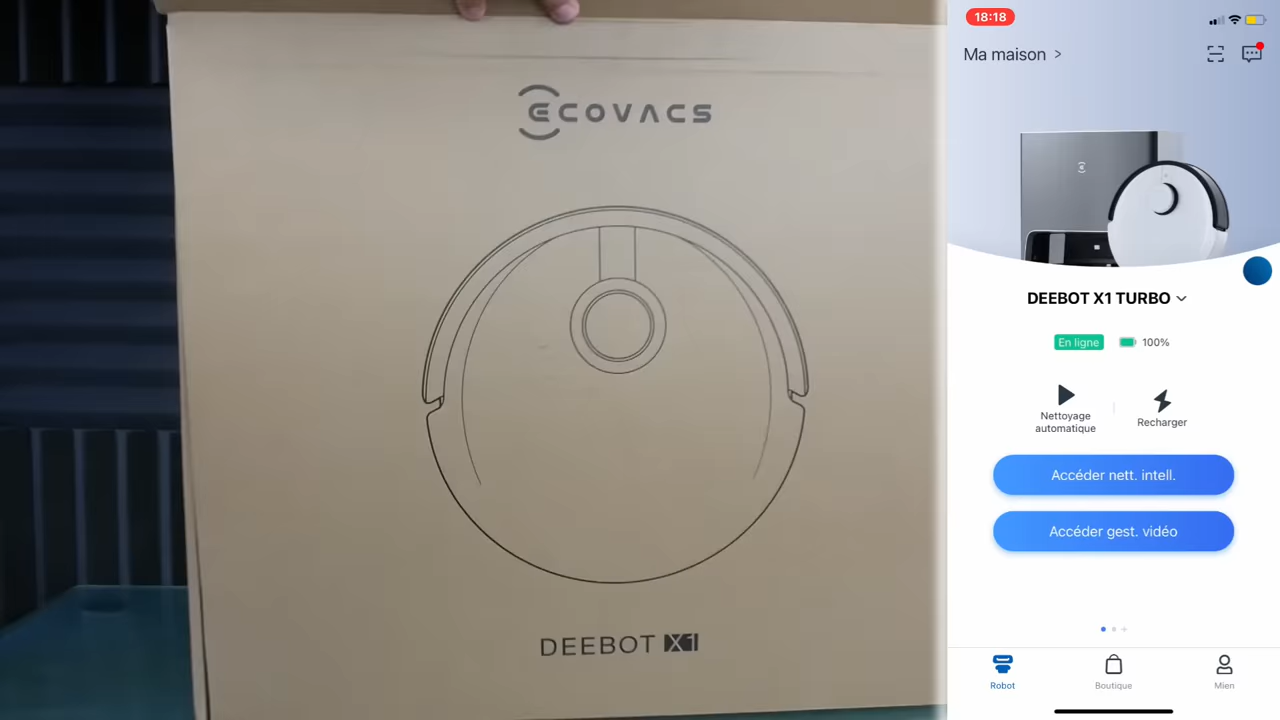 ECOVACS
DEEBOT X1
18:18
Ma maison >
DEEBOT X1 TURBO
En ligne
100%
Nettoyage
automatique
Recharger
Accéder nett. intell.
Accéder gest. vidéo
Robot
Boutique
Mien